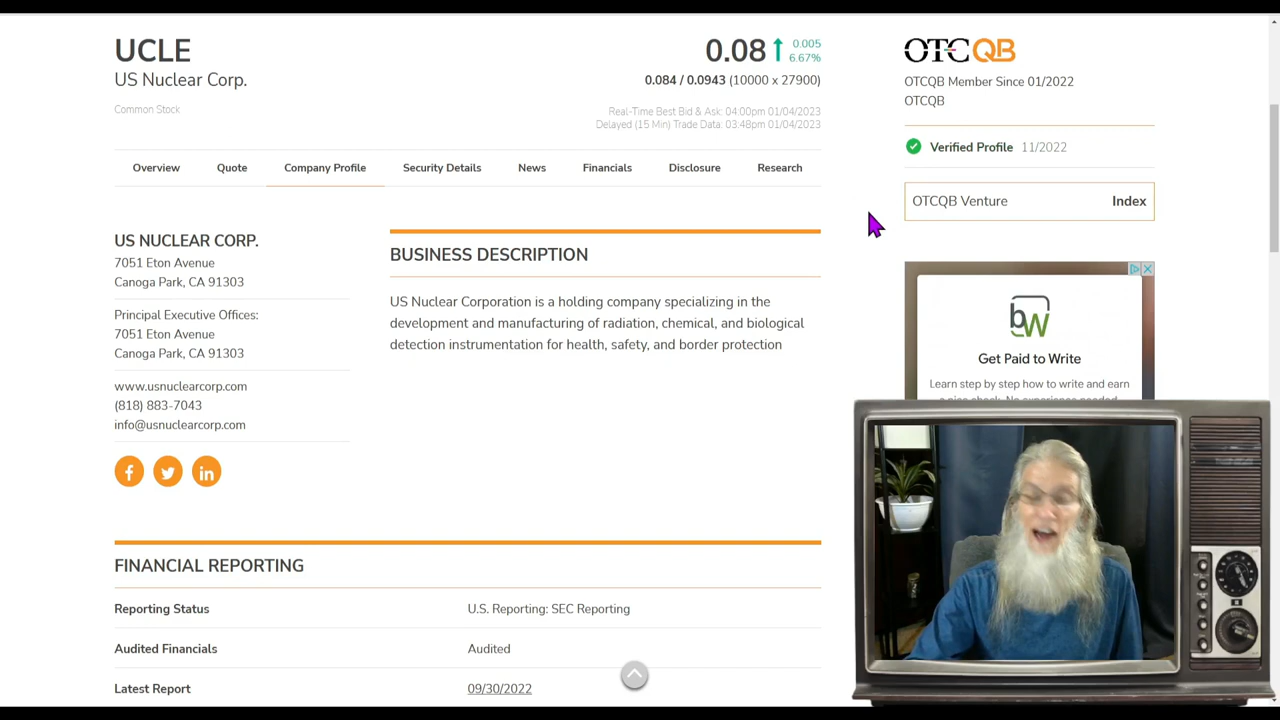 UCLE
US Nuclear Corp.
Common Stock
0.08
0.005
6.67%
0.084 / 0.0943 (10000 x 27900)
Real-Time Best Bid & Ask: 04:00pm 01/04/2023
Delayed (15 Min) Trade Data: 03:48pm 01/04/2023
OTCQB
OTCQB Member Since 01/2022
OTCQB
Verified Profile 11/2022
OTCQB Venture Index
Overview Quote Company Profile Security Details News Financials Disclosure Research
US NUCLEAR CORP.
7051 Eton Avenue
Canoga Park, CA 91303
Principal Executive Offices:
7051 Eton Avenue
Canoga Park, CA 91303
www.usnuclearcorp.com
(818) 883-7043
info@usnuclearcorp.com
BUSINESS DESCRIPTION
US Nuclear Corporation is a holding company specializing in the
development and manufacturing of radiation, chemical, and biological
detection instrumentation for health, safety, and border protection
bW
Get Paid to Write
Learn step by step how to write and earn
FINANCIAL REPORTING
Reporting Status U.S. Reporting: SEC Reporting
Audited Financials Audited
Latest Report 09/30/2022